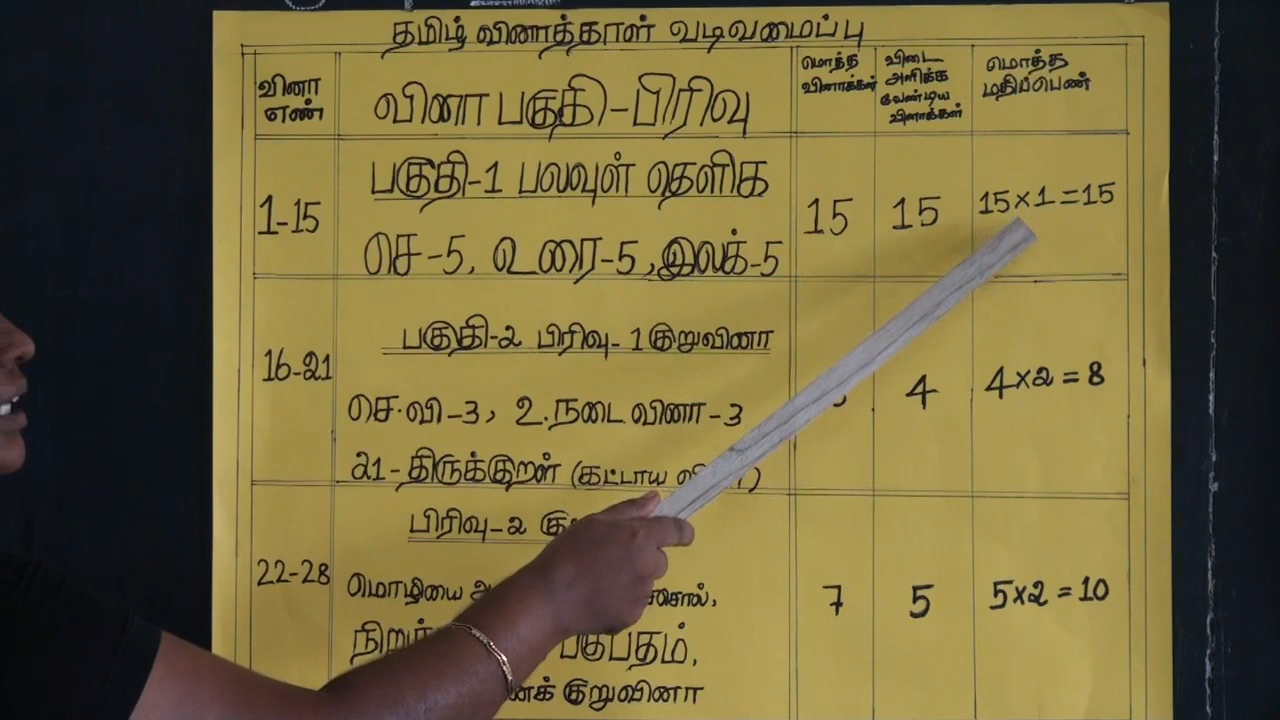 தமிழ் வினாத்தாள் வடிவமைப்பு
வினா எண்
வினா பகுதி-பிரிவு
மொத்த வினாக்கள்
விடை அளிக்க வேண்டிய வினாக்கள்
மொத்த மதிப்பெண்
1-15
பகுதி-1 பலவுள் தெளிக
செ-5, உரை-5, இலக்-5
15
15
15×1=15
16-21
பகுதி-2 பிரிவு-1 குறுவினா
செ.வி-3, உ.நடை வினா-3
21-திருக்குறள் (கட்டாய
4
4×2=8
22-28
பிரிவு-2
மொழியை
பகுபதம்,
குறுவினா
7
5
5×2=10